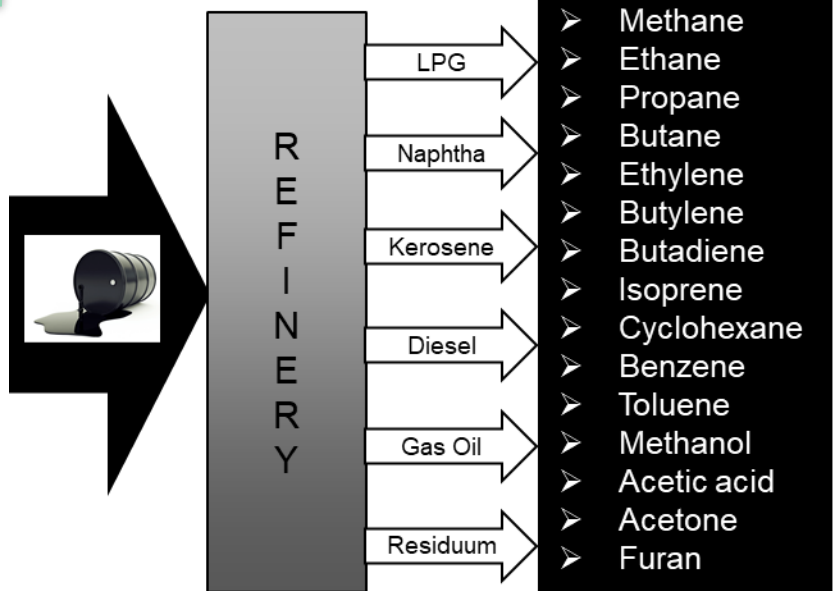 REFINERY
LPG
Naphtha
Kerosene
Diesel
Gas Oil
Residuum
Methane
Ethane
Propane
Butane
Ethylene
Butylene
Butadiene
Isoprene
Cyclohexane
Benzene
Toluene
Methanol
Acetic acid
Acetone
Furan